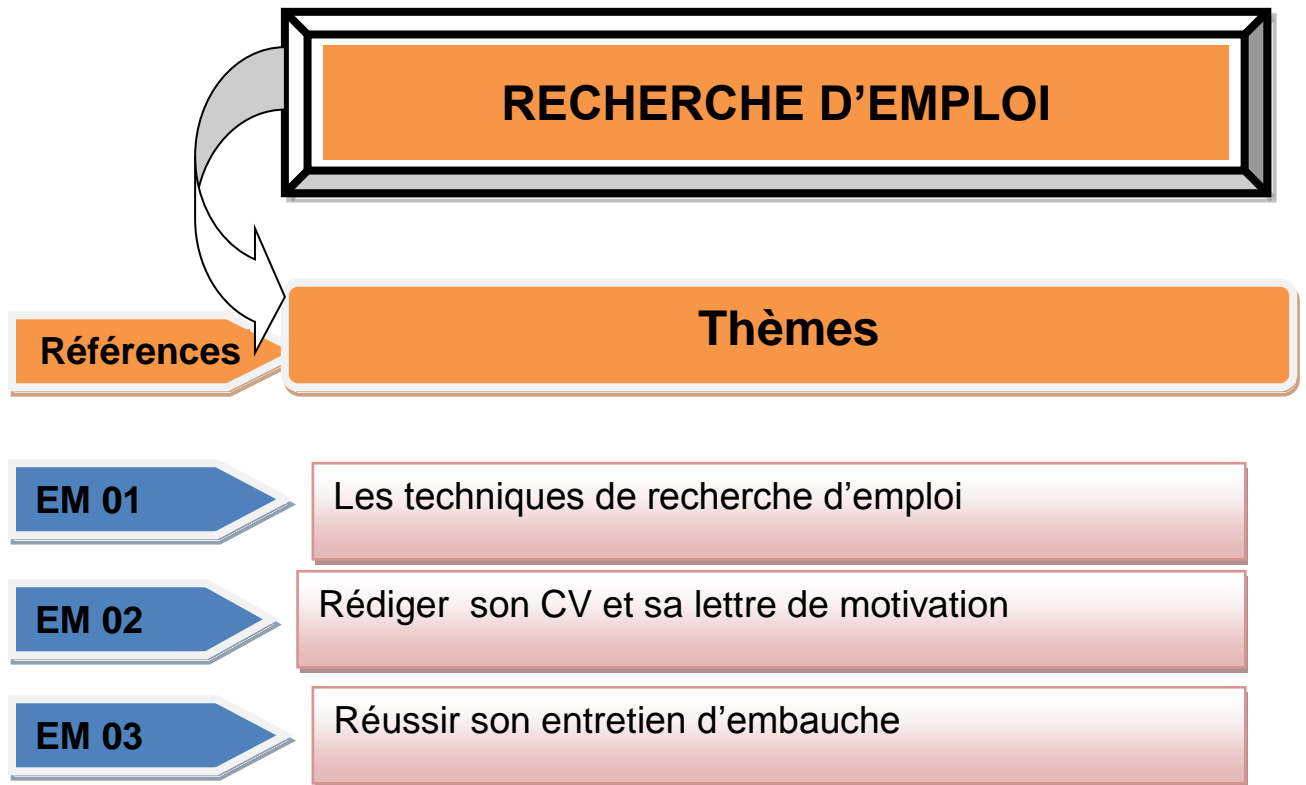 RECHERCHE D’EMPLOI
Thèmes
Références
EM 01
Les techniques de recherche d’emploi
EM 02
Rédiger  son CV et sa lettre de motivation
EM 03
Réussir son entretien d’embauche